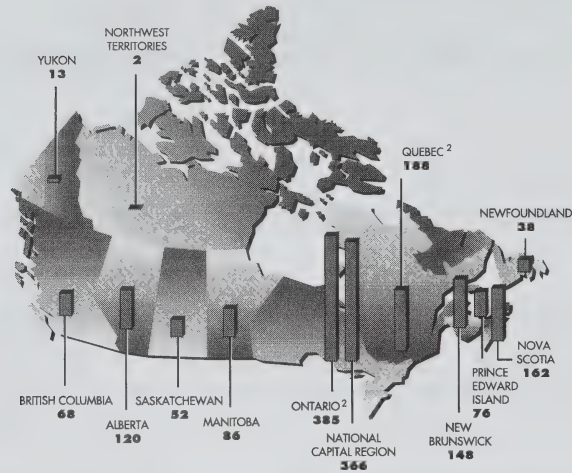 NORTHWEST
TERRITORIES
2
YUKON
13
QUEBEC 2
188
NEWFOUNDLAND
38
NOVA
SCOTIA
162
PRINCE
EDWARD
ISLAND
76
BRITISH COLUMBIA
68
SASKATCHEWAN
52
ALBERTA
120
MANITOBA
86
ONTARIO 2
385
NATIONAL
CAPITAL REGION
366
NEW
BRUNSWICK
148